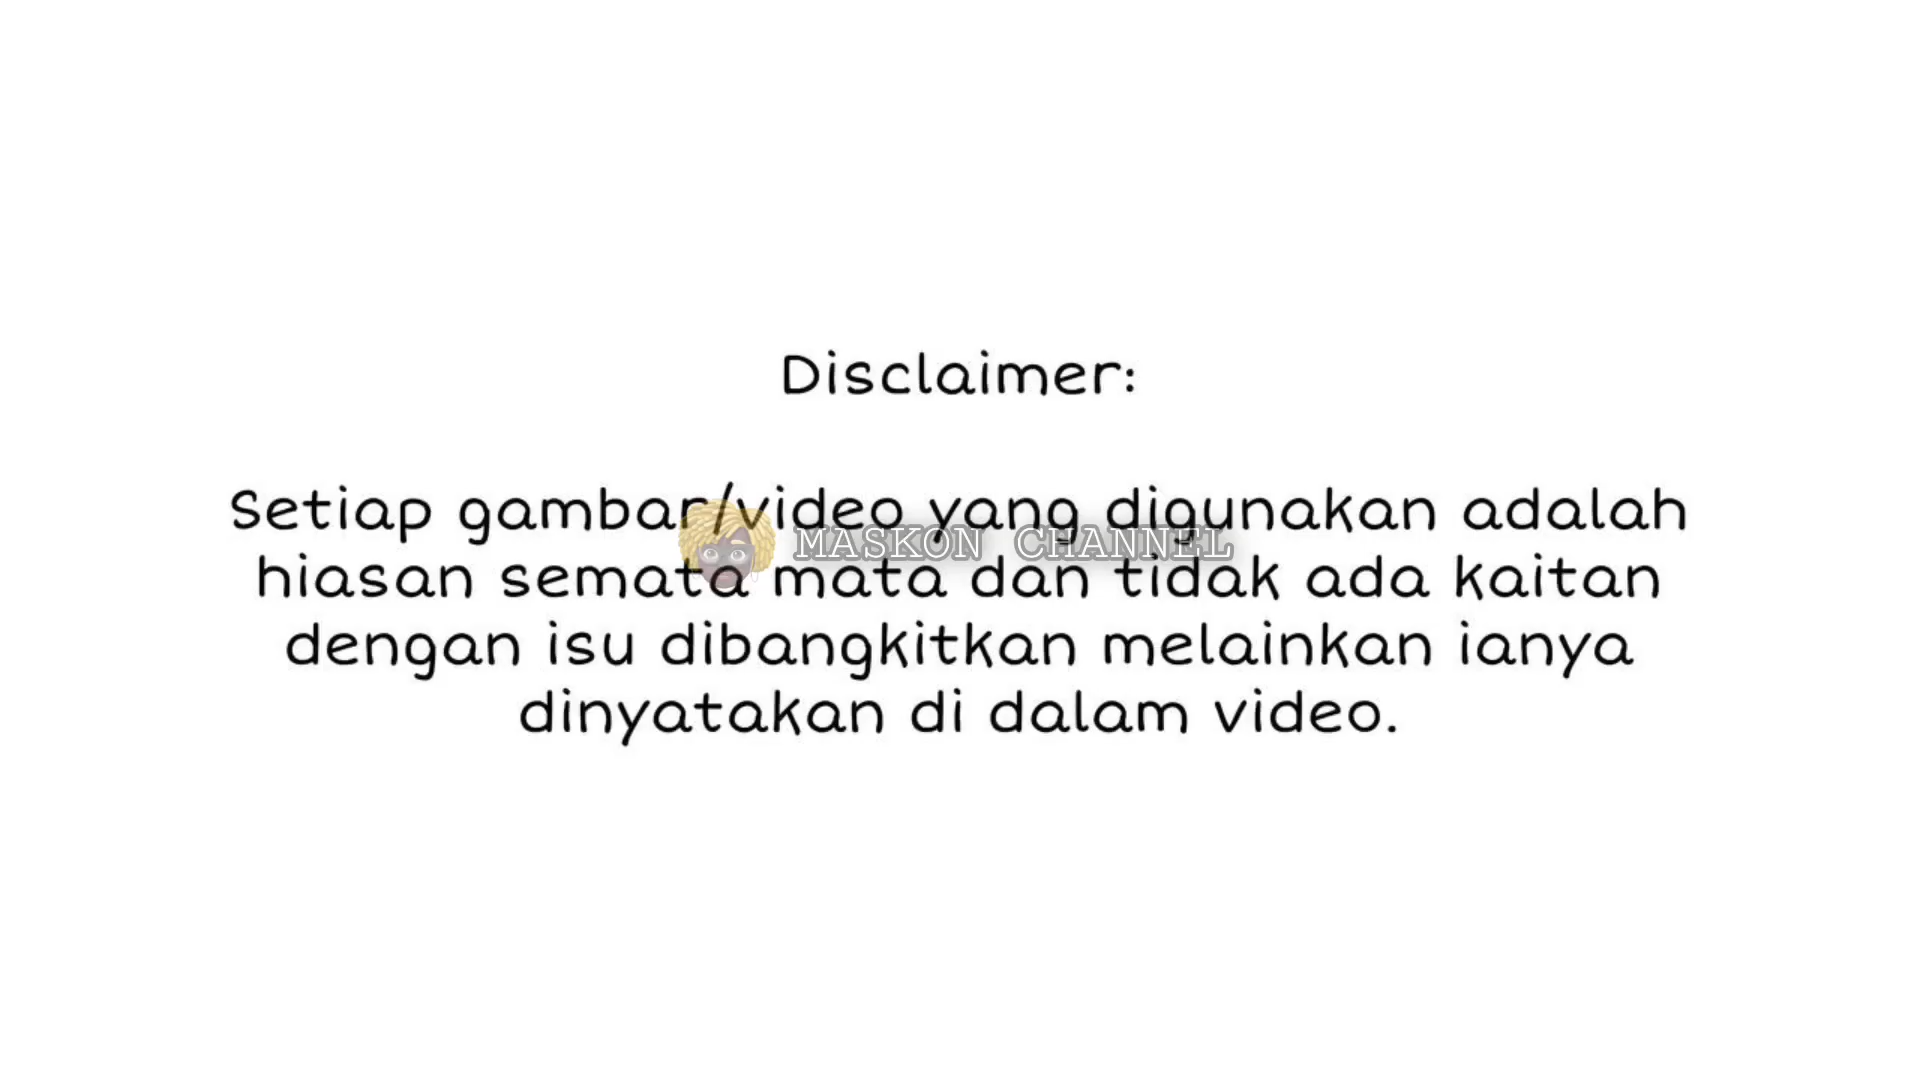 Disclaimer:
Setiap gambar/video yang digunakan adalah
MASKON CHANNEL
hiasan semata mata dan tidak ada kaitan
dengan isu dibangkitkan melainkan ianya
dinyatakan di dalam video.